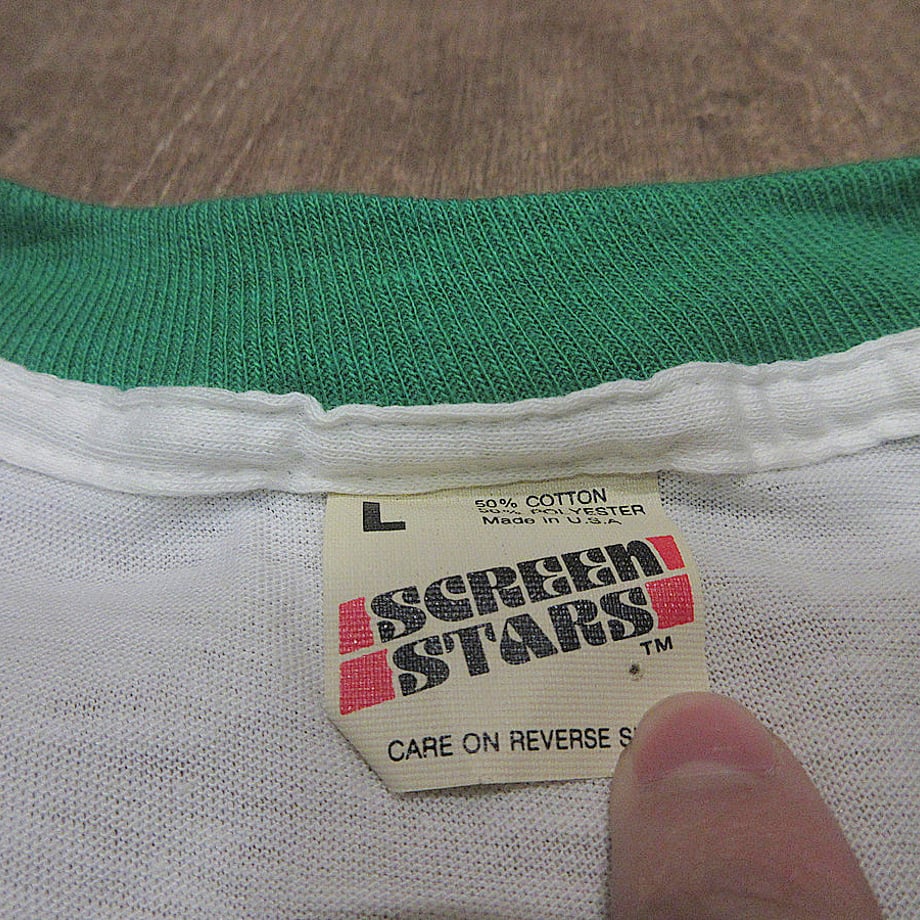 L
50% COTTON
50% POLYESTER
Made in U.S.A
SCREEN
STARS
TM
CARE ON REVERSE